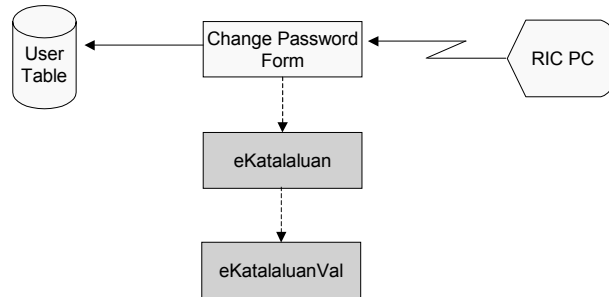 User
Table
Change Password
Form
RIC PC
eKatalaluan
eKatalaluanVal